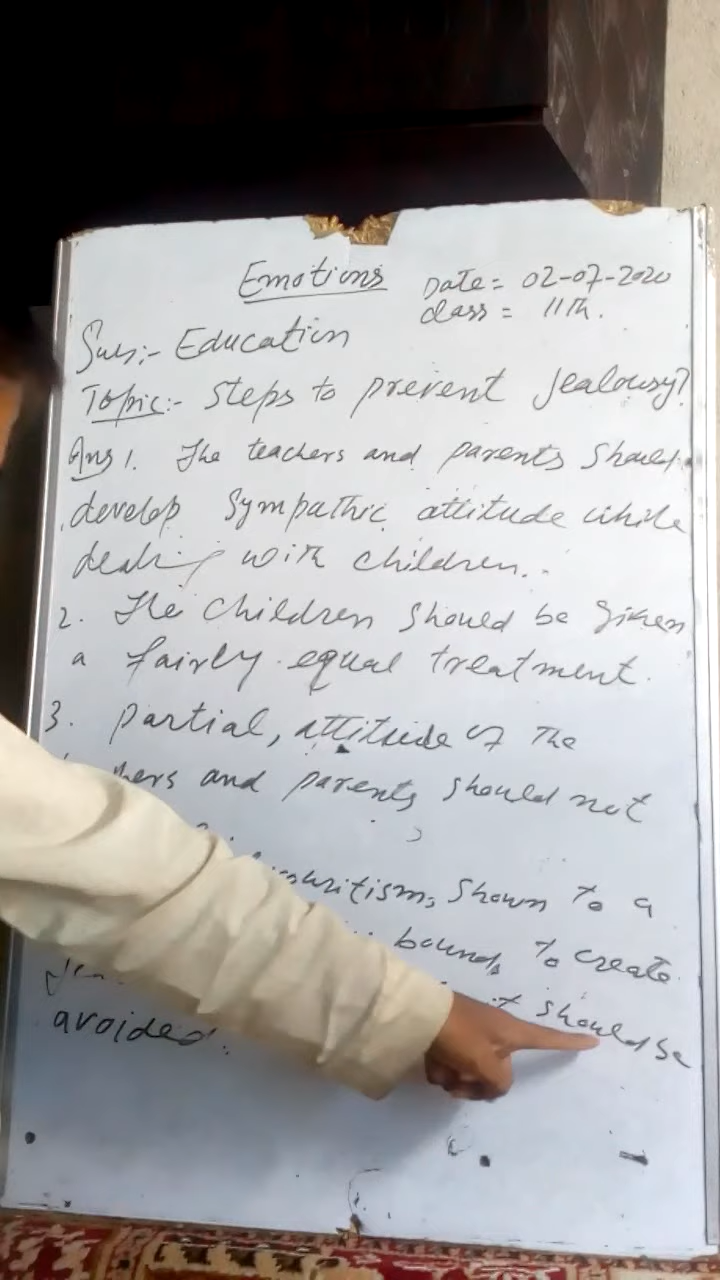 Emotions
Date = 02-07-2020
class = 11th.
Sub:- Education
Topic:- Steps to prevent Jealousy?
Ans 1. The teachers and parents should
develop Sympathic attitude while
dealing with children.
2. The children should be given
a fairly equal treatment.
3. Partial, attitude of the
and parents should not
shown to a
bounds to create
should be
avoided.